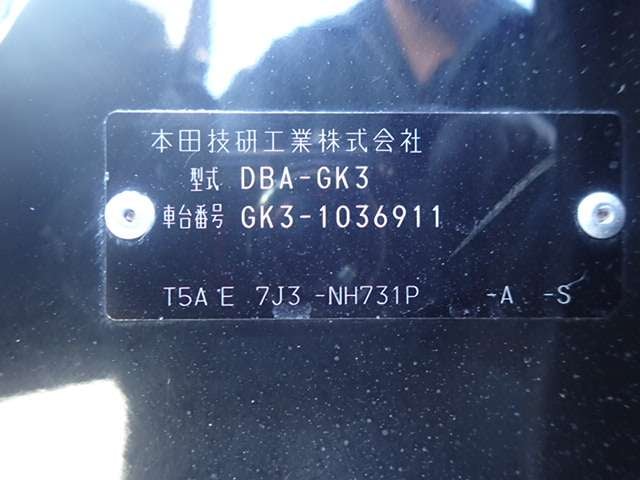 本田技研工業株式会社
型式 DBA-GK3
車台番号 GK3-1036911
T5A E 7J3 -NH731P -A -S